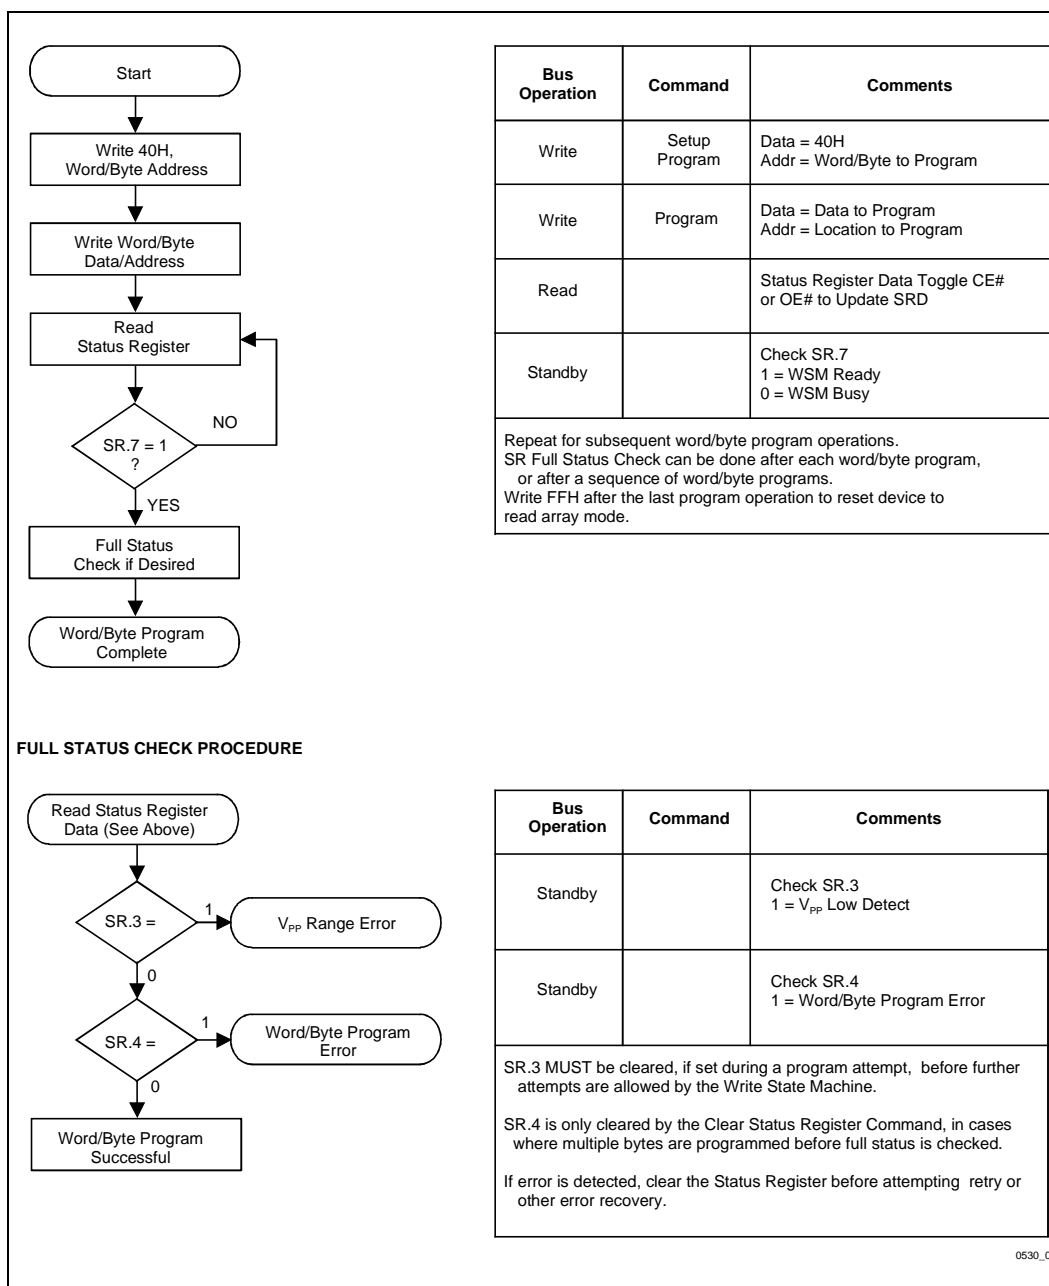 Start
Write 40H,
Word/Byte Address
Write Word/Byte
Data/Address
Read
Status Register
NO
SR.7 = 1
?
YES
Full Status
Check if Desired
Word/Byte Program
Complete
Bus
Operation
Command
Comments
Write
Setup
Program
Data = 40H
Addr = Word/Byte to Program
Write
Program
Data = Data to Program
Addr = Location to Program
Read
Status Register Data Toggle CE#
or OE# to Update SRD
Standby
Check SR.7
1 = WSM Ready
0 = WSM Busy
Repeat for subsequent word/byte program operations.
SR Full Status Check can be done after each word/byte program,
or after a sequence of word/byte programs.
Write FFH after the last program operation to reset device to
read array mode.
FULL STATUS CHECK PROCEDURE
Read Status Register
Data (See Above)
SR.3 =
1
VPP Range Error
0
SR.4 =
1
Word/Byte Program
Error
0
Word/Byte Program
Successful
Bus
Operation
Command
Comments
Standby
Check SR.3
1 = VPP Low Detect
Standby
Check SR.4
1 = Word/Byte Program Error
SR.3 MUST be cleared, if set during a program attempt, before further
attempts are allowed by the Write State Machine.
SR.4 is only cleared by the Clear Status Register Command, in cases
where multiple bytes are programmed before full status is checked.
If error is detected, clear the Status Register before attempting retry or
other error recovery.